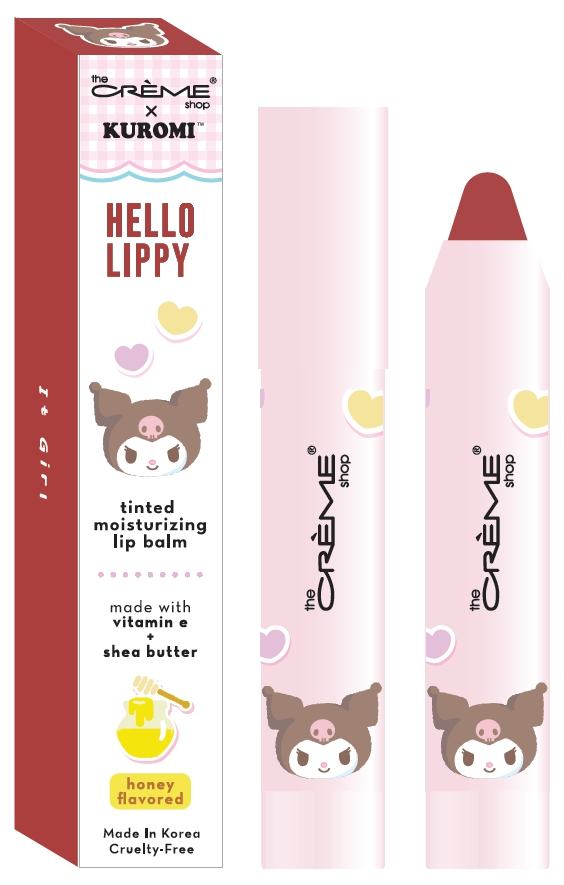 the
CRÈME®
shop
×
KUROMI™
HELLO
LIPPY
tinted
moisturizing
lip balm
made with
vitamin e
+
shea butter
honey
flavored
Made In Korea
Cruelty-Free
It Girl
the
CRÈME®
shop
the
CRÈME®
shop